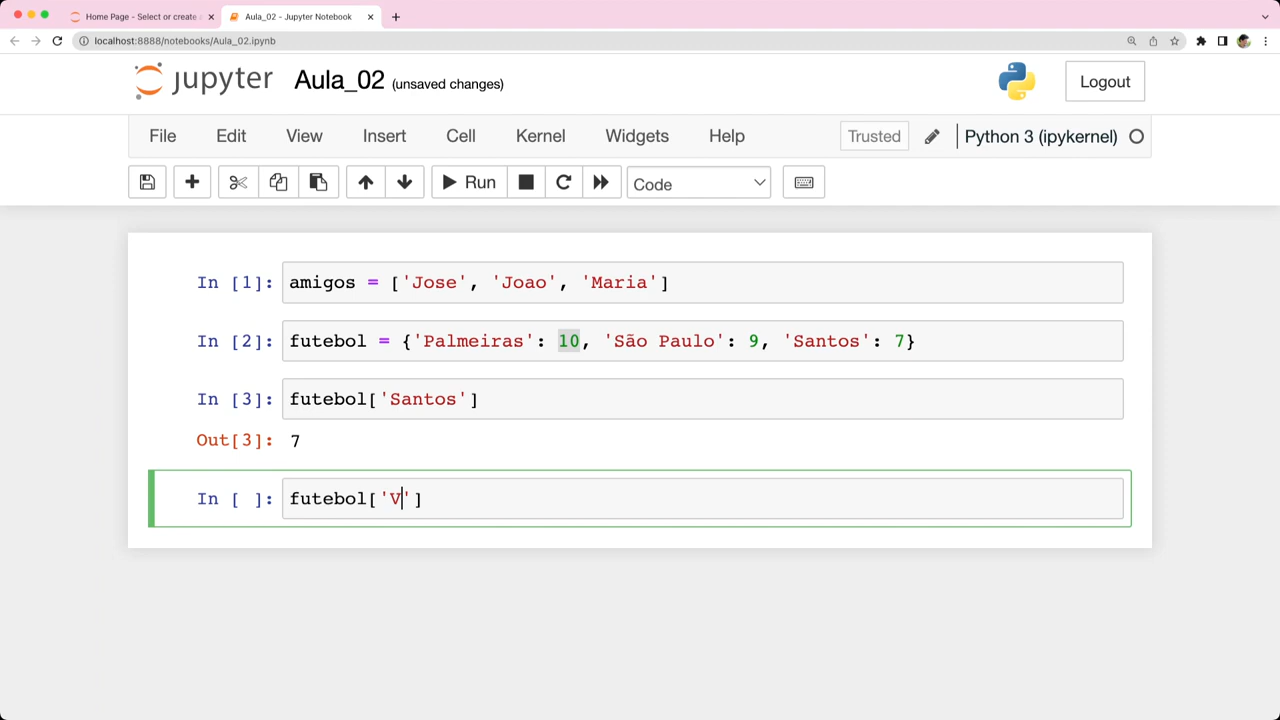 Home Page - Select or create a
Aula_02 - Jupyter Notebook
localhost:8888/notebooks/Aula_02.ipynb
jupyter Aula_02 (unsaved changes)
Logout
File Edit View Insert Cell Kernel Widgets Help Trusted Python 3 (ipykernel)
Run Code
In [1]: amigos = ['Jose', 'Joao', 'Maria']
In [2]: futebol = {'Palmeiras': 10, 'São Paulo': 9, 'Santos': 7}
In [3]: futebol['Santos']
Out[3]: 7
In [ ]: futebol['V']